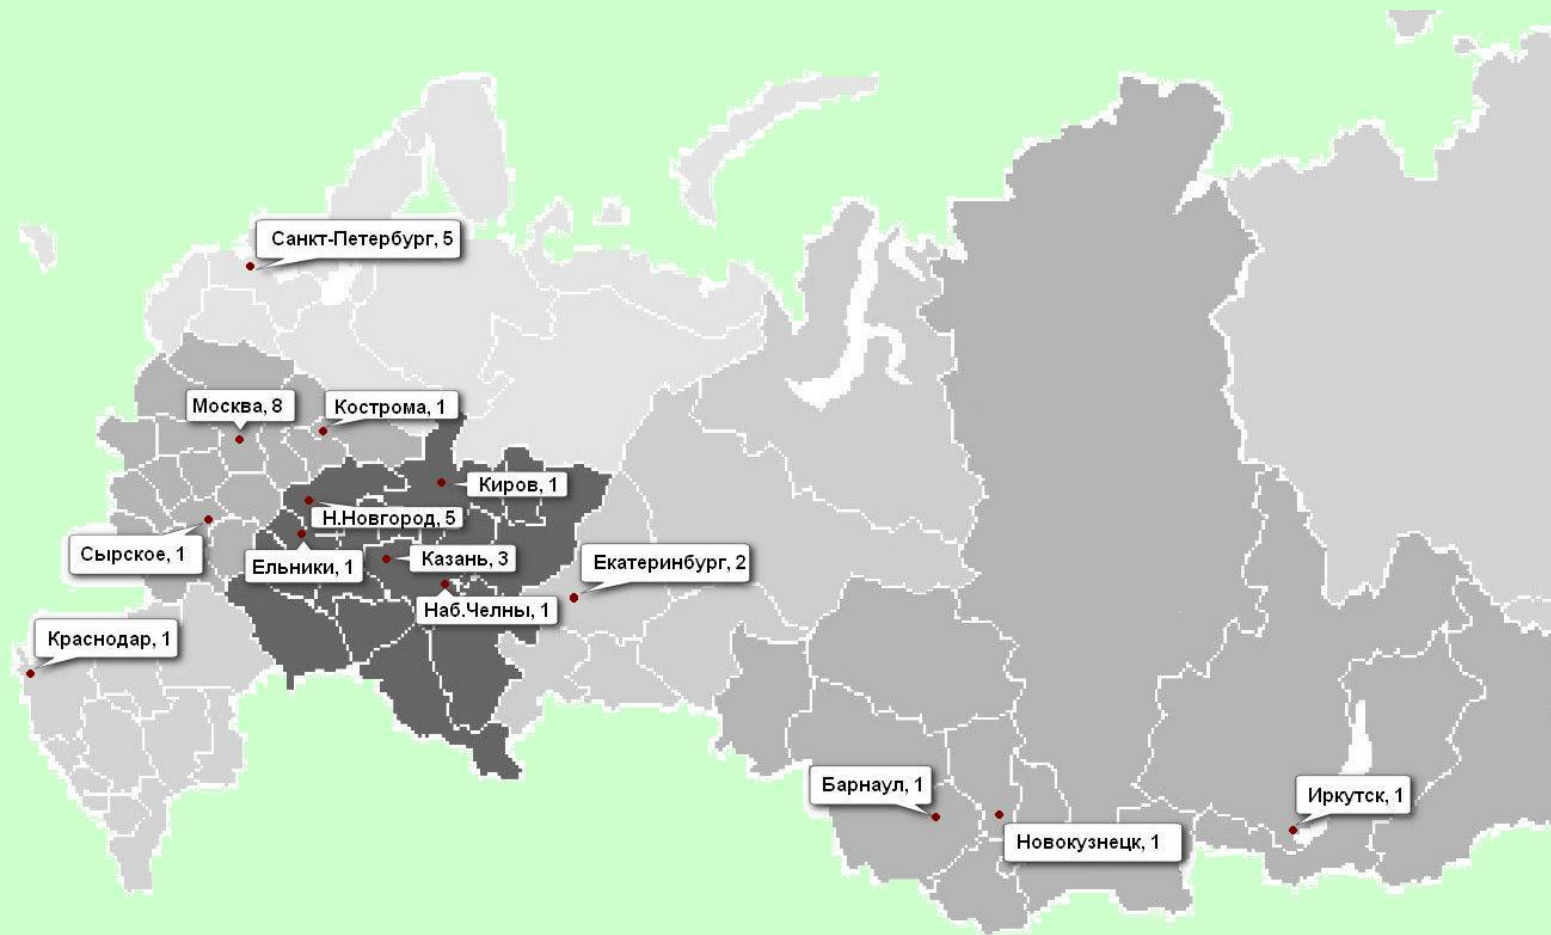 Санкт-Петербург, 5
Москва, 8
Кострома, 1
Киров, 1
Н.Новгород, 5
Сырское, 1
Ельники, 1
Казань, 3
Екатеринбург, 2
Наб.Челны, 1
Краснодар, 1
Барнаул, 1
Иркутск, 1
Новокузнецк, 1